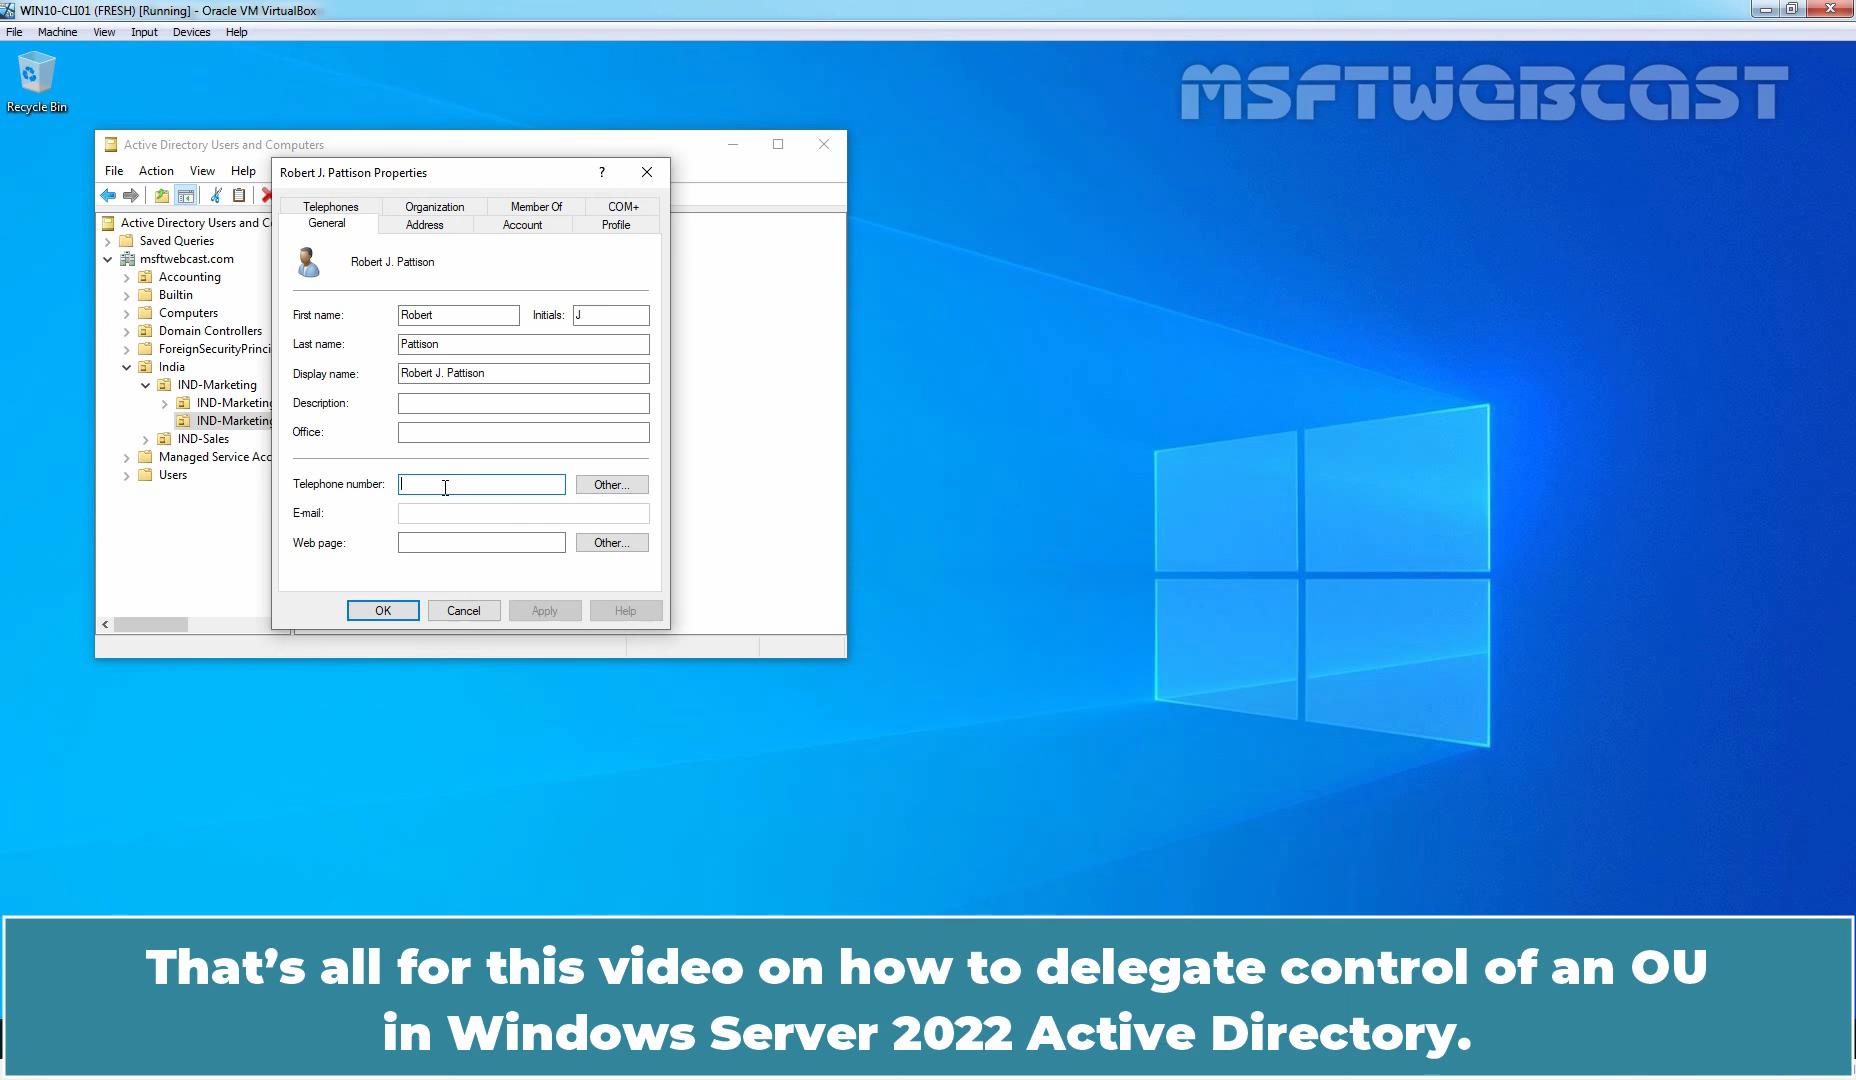 WIN10-CLI01 (FRESH) [Running] - Oracle VM VirtualBox
File Machine View Input Devices Help
Recycle Bin
MSFTWEBCAST
Active Directory Users and Computers
File Action View Help
Robert J. Pattison Properties
?
Telephones Organization Member Of COM+
General Address Account Profile
Active Directory Users and C
Saved Queries
msftwebcast.com
Accounting
Builtin
Computers
Domain Controllers
ForeignSecurityPrinci
India
IND-Marketing
IND-Marketing
IND-Marketing
IND-Sales
Managed Service Acc
Users
Robert J. Pattison
First name: Robert Initials: J
Last name: Pattison
Display name: Robert J. Pattison
Description:
Office:
Telephone number: Other...
E-mail:
Web page: Other...
OK Cancel Apply Help
That's all for this video on how to delegate control of an OU
in Windows Server 2022 Active Directory.